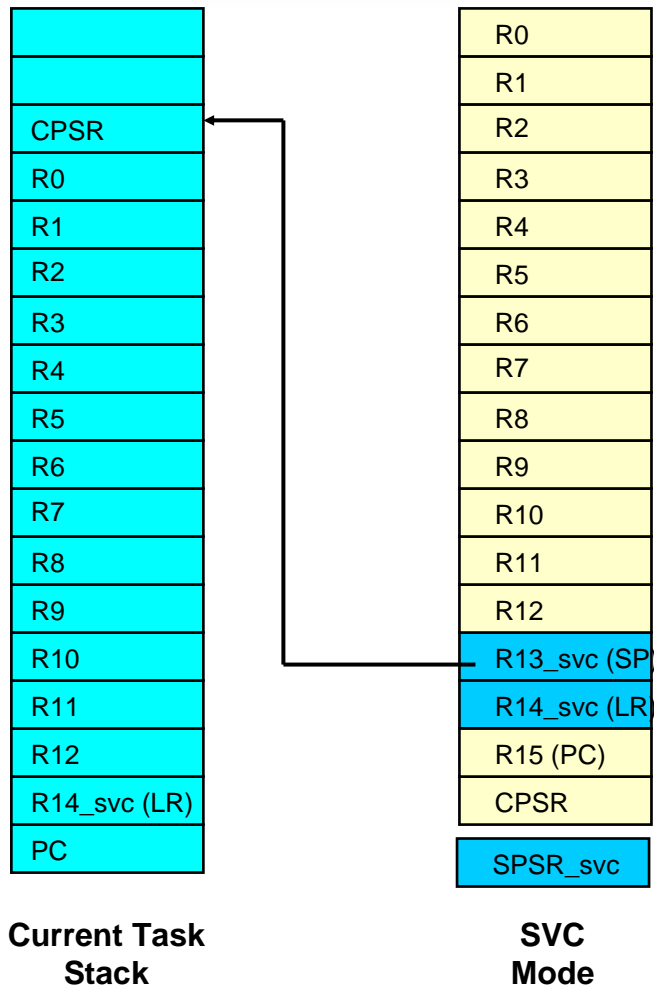 CPSR
R0
R1
R2
R3
R4
R5
R6
R7
R8
R9
R10
R11
R12
R14_svc (LR)
PC
Current Task
Stack
R0
R1
R2
R3
R4
R5
R6
R7
R8
R9
R10
R11
R12
R13_svc (SP)
R14_svc (LR)
R15 (PC)
CPSR
SPSR_svc
SVC
Mode